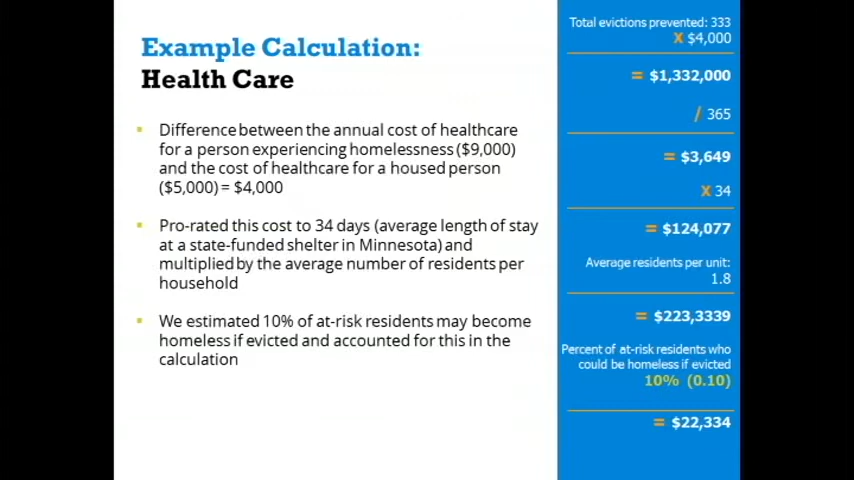 Example Calculation:
Health Care
Difference between the annual cost of healthcare
for a person experiencing homelessness ($9,000)
and the cost of healthcare for a housed person
($5,000) = $4,000
Pro-rated this cost to 34 days (average length of stay
at a state-funded shelter in Minnesota) and
multiplied by the average number of residents per
household
We estimated 10% of at-risk residents may become
homeless if evicted and accounted for this in the
calculation
Total evictions prevented: 333
X $4,000
= $1,332,000
/ 365
= $3,649
X 34
= $124,077
Average residents per unit:
1.8
= $223,3339
Percent of at-risk residents who
could be homeless if evicted
10% (0.10)
= $22,334